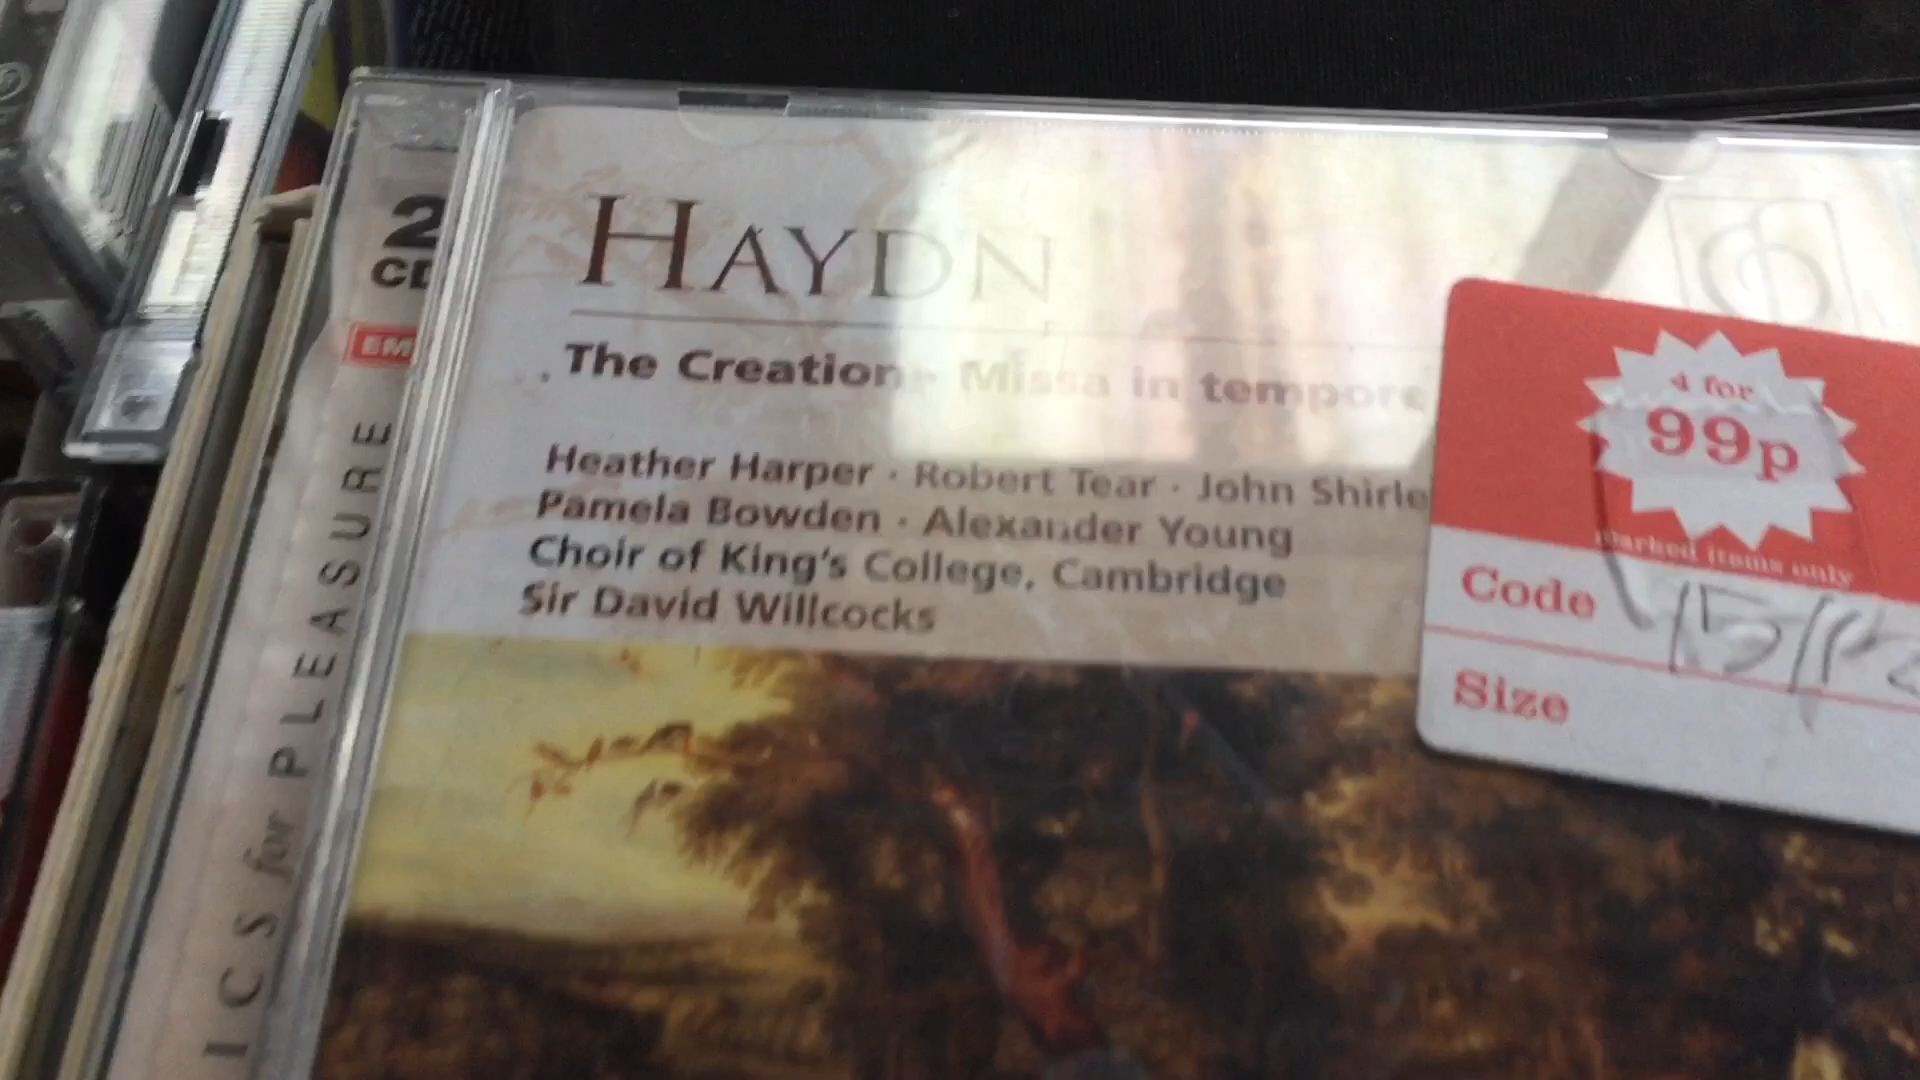 2
CD
EMI
ICS for PLEASURE
HAYDN
The Creation · Missa in tempore
Heather Harper · Robert Tear · John Shirle
Pamela Bowden · Alexander Young
Choir of King's College, Cambridge
Sir David Willcocks
4 for
99p
marked items only
Code
Size